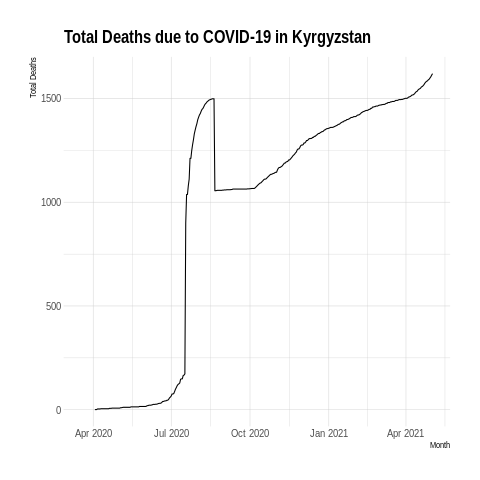 Total Deaths due to COVID-19 in Kyrgyzstan
Total Deaths
1500
1000
500
0
Apr 2020 Jul 2020 Oct 2020 Jan 2021 Apr 2021
Month